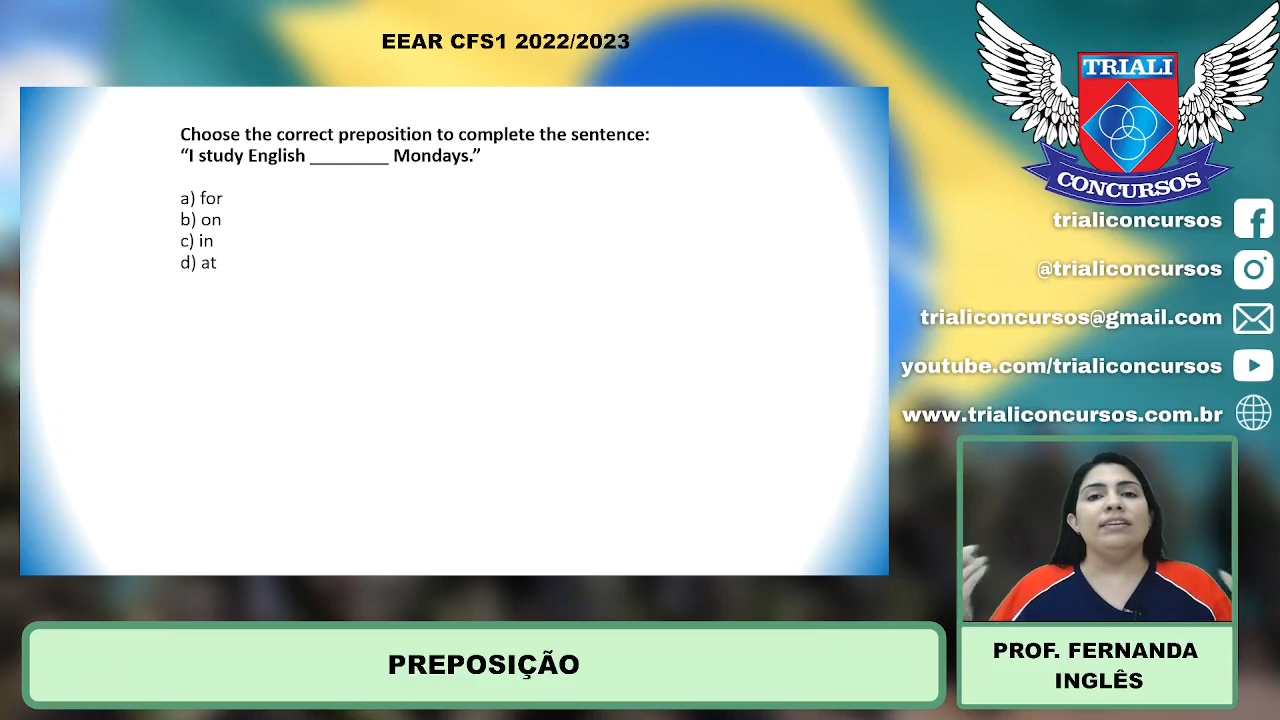 EEAR CFS1 2022/2023
Choose the correct preposition to complete the sentence:
“I study English ________ Mondays.”
a) for
b) on
c) in
d) at
TRIALI
CONCURSOS
trialiconcursos
@trialiconcursos
trialiconcursos@gmail.com
youtube.com/trialiconcursos
www.trialiconcursos.com.br
PREPOSIÇÃO
PROF. FERNANDA
INGLÊS